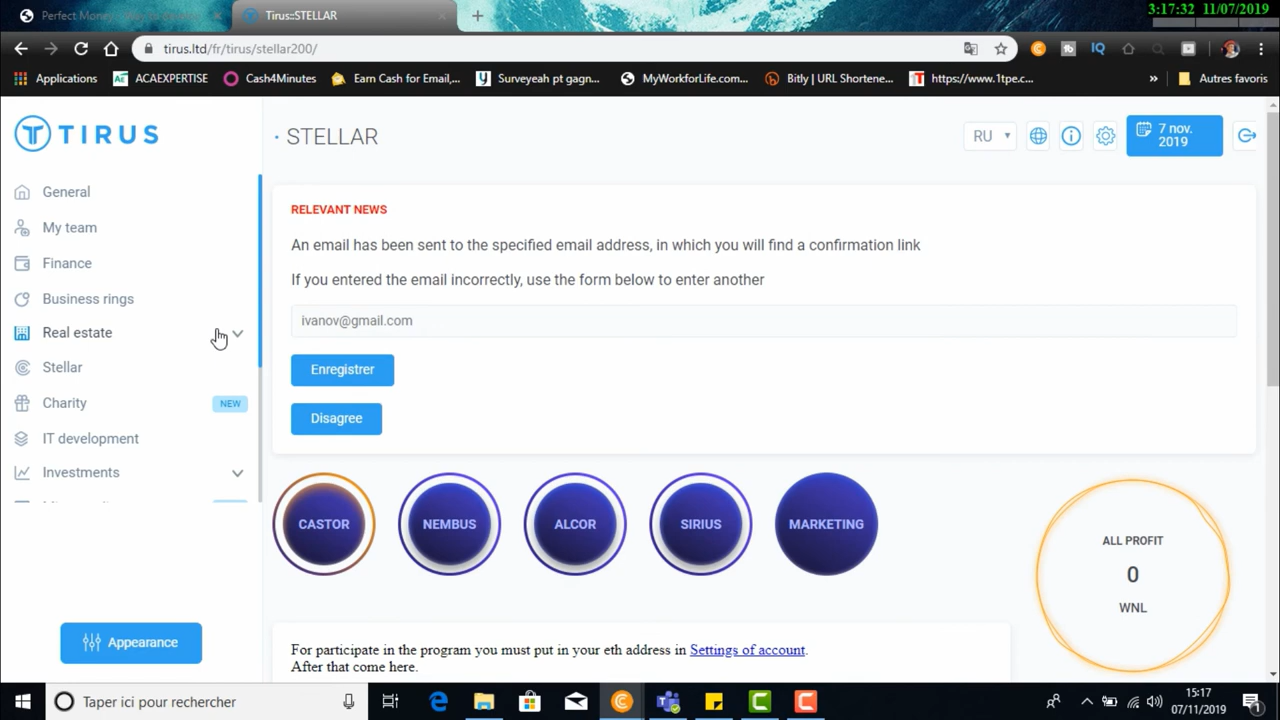 3:17:32 11/07/2019
Perfect Money
Tirus::STELLAR
tirus.ltd/fr/tirus/stellar200/
Applications
ACAEXPERTISE
Cash4Minutes
Earn Cash for Email,...
Surveyeah pt gagn...
MyWorkforLife.com...
Bitly | URL Shortene...
https://www.1tpe.c...
»
Autres favoris
TIRUS
STELLAR
RU
7 nov.
2019
General
My team
Finance
Business rings
Real estate
Stellar
Charity
NEW
IT development
Investments
Appearance
RELEVANT NEWS
An email has been sent to the specified email address, in which you will find a confirmation link
If you entered the email incorrectly, use the form below to enter another
ivanov@gmail.com
Enregistrer
Disagree
CASTOR
NEMBUS
ALCOR
SIRIUS
MARKETING
ALL PROFIT
0
WNL
For participate in the program you must put in your eth address in Settings of account.
After that come here.
Taper ici pour rechercher
15:17
07/11/2019
1